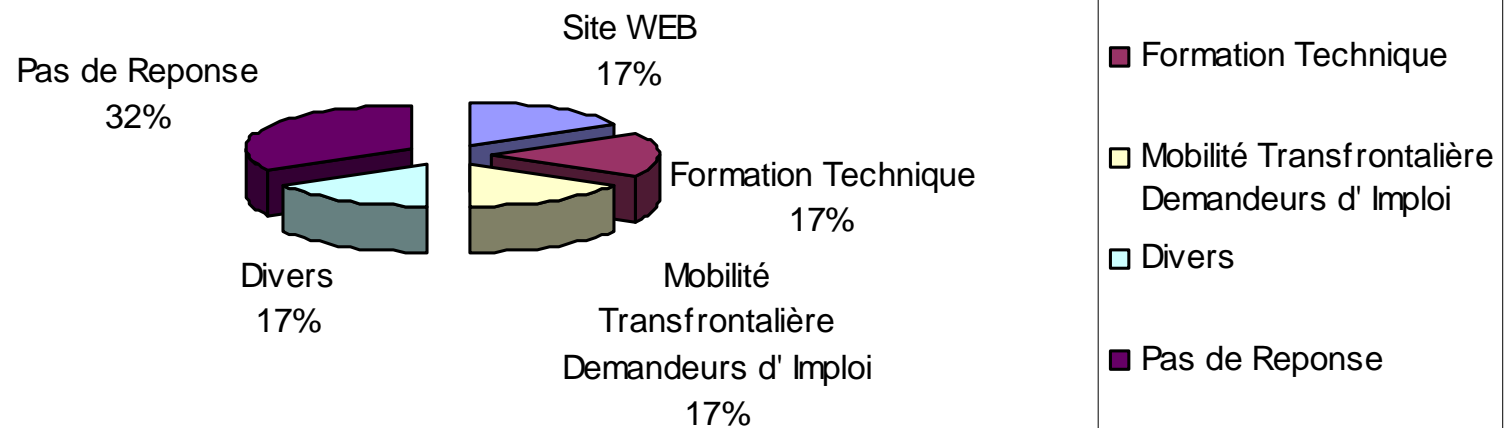 Site WEB
17%
Pas de Reponse
32%
Formation Technique
17%
Divers
17%
Mobilité
Transfrontalière
Demandeurs d' Imploi
17%
Formation Technique
Mobilité Transfrontalière
Demandeurs d' Imploi
Divers
Pas de Reponse